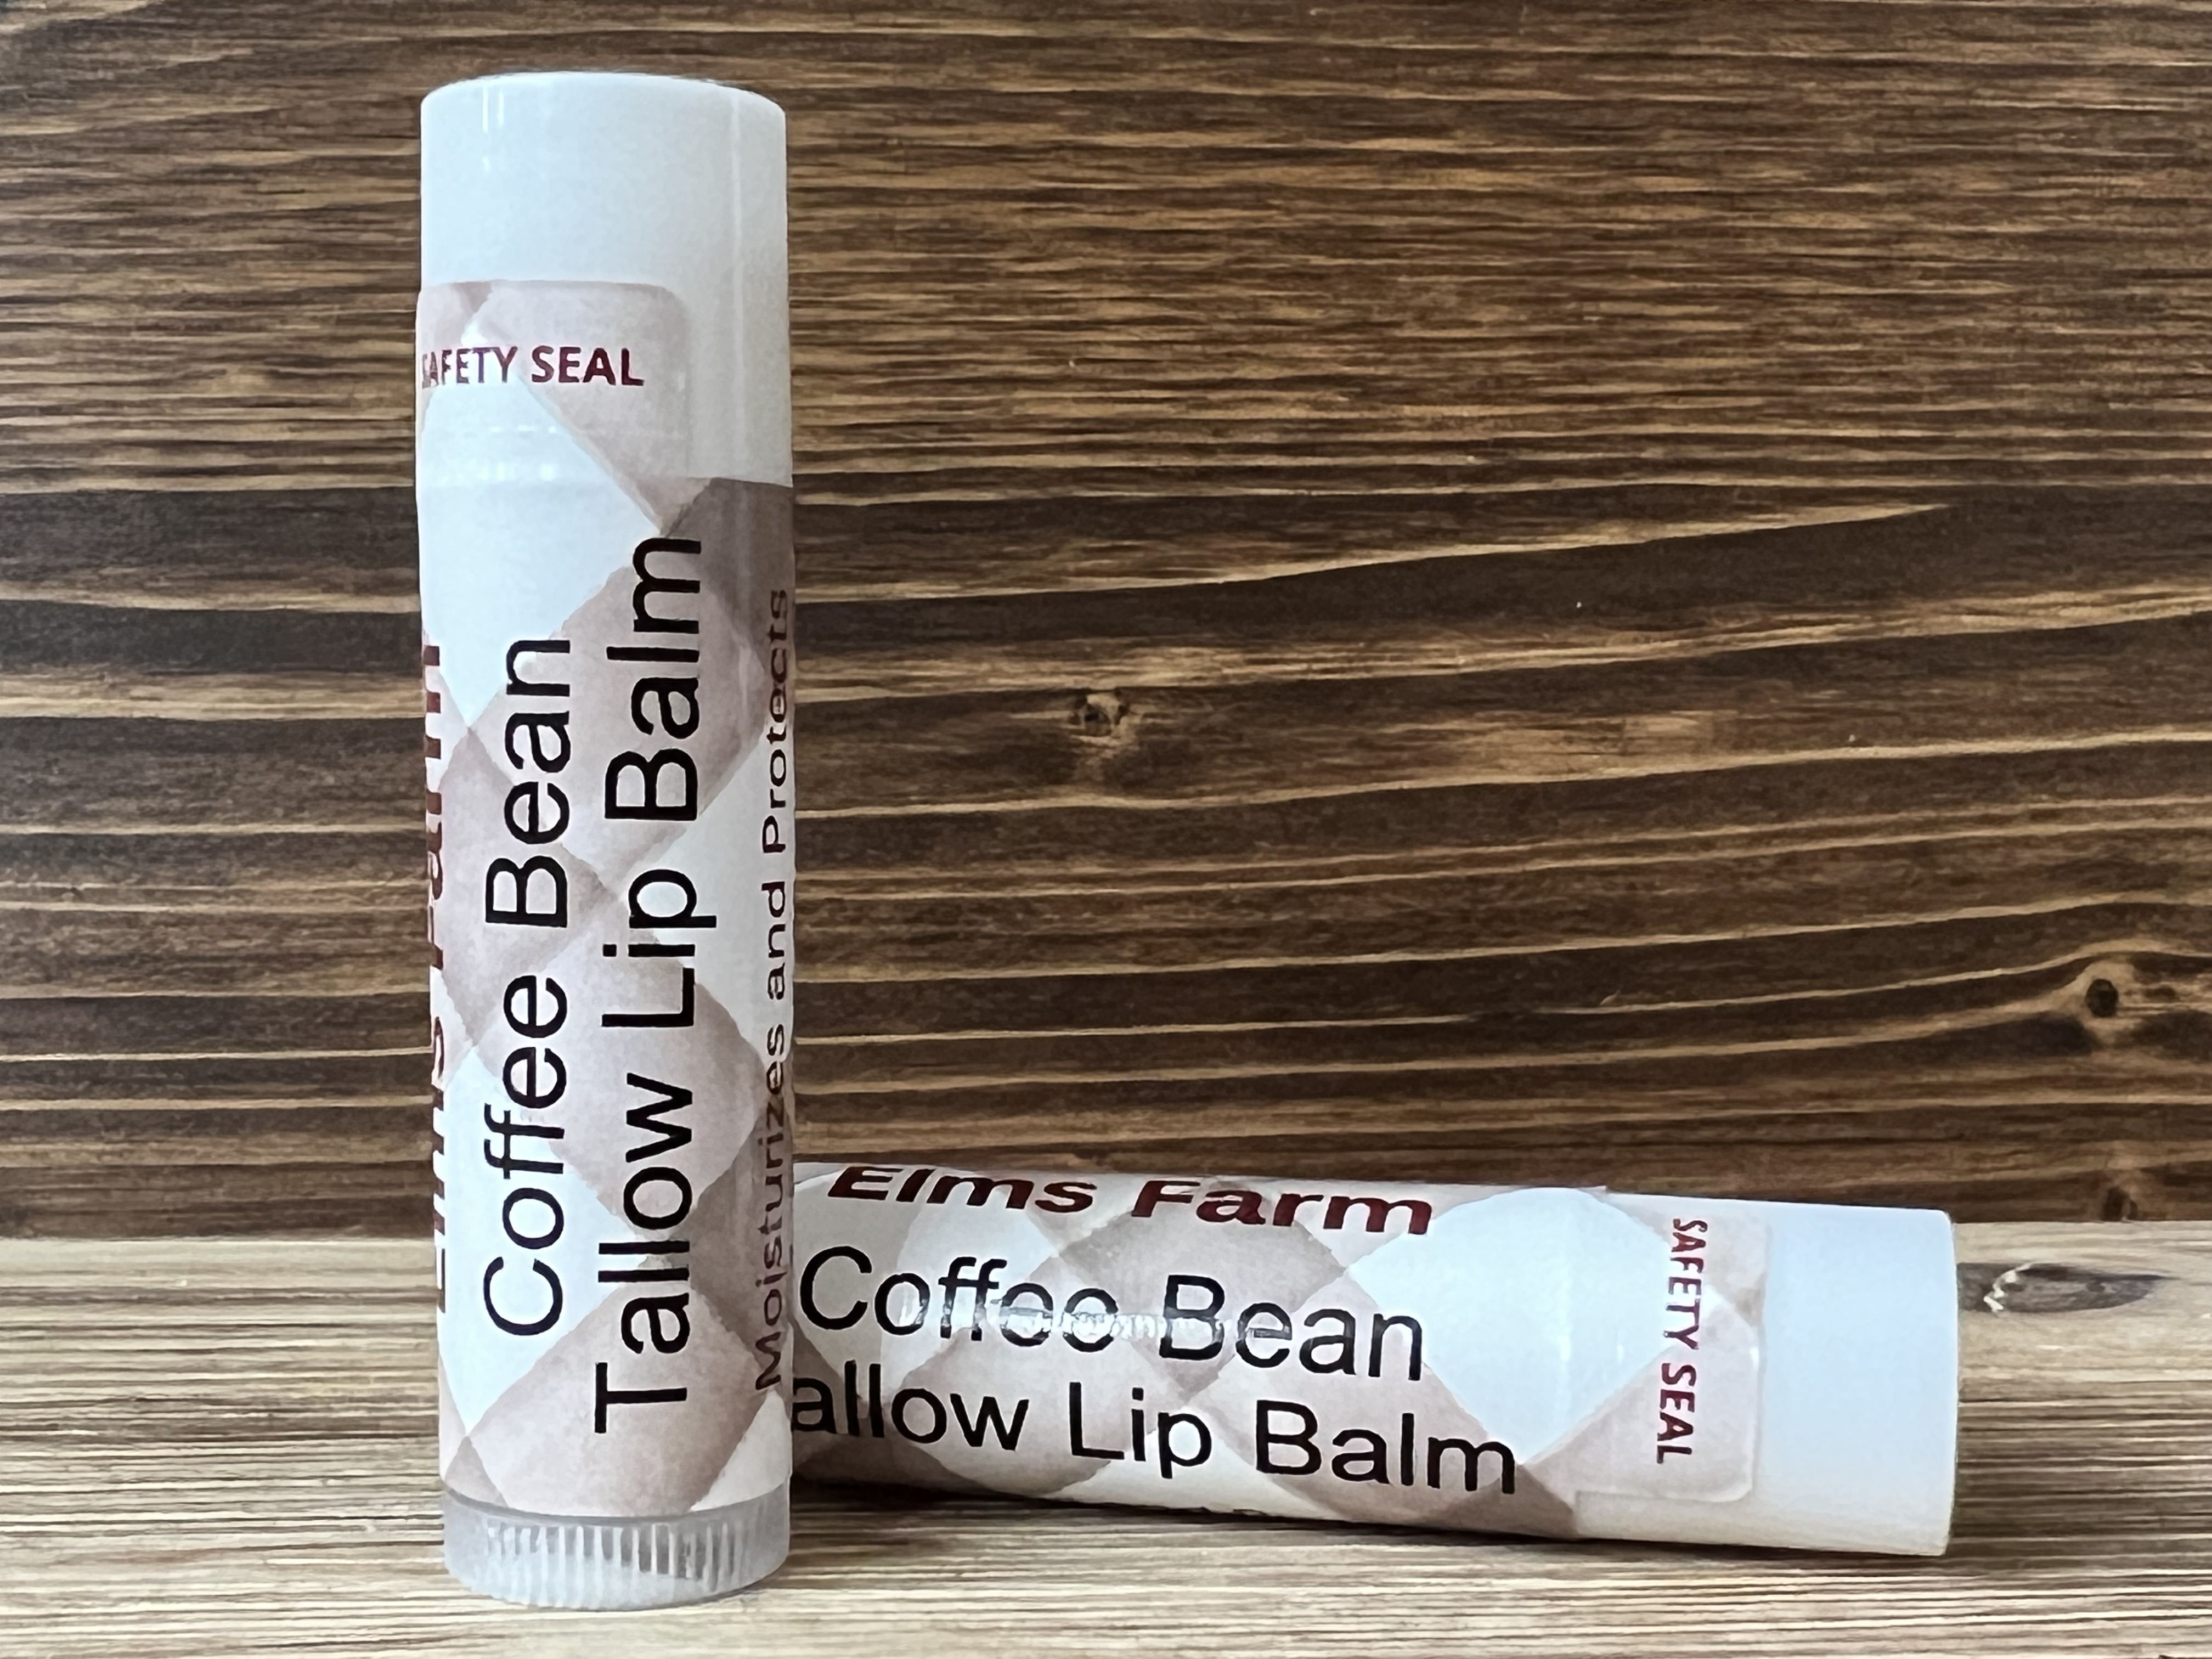 SAFETY SEAL
Elms Farm
Coffee Bean
Tallow Lip Balm
Moisturizes and Protects
Elms Farm
Coffee Bean
allow Lip Balm
SAFETY SEAL